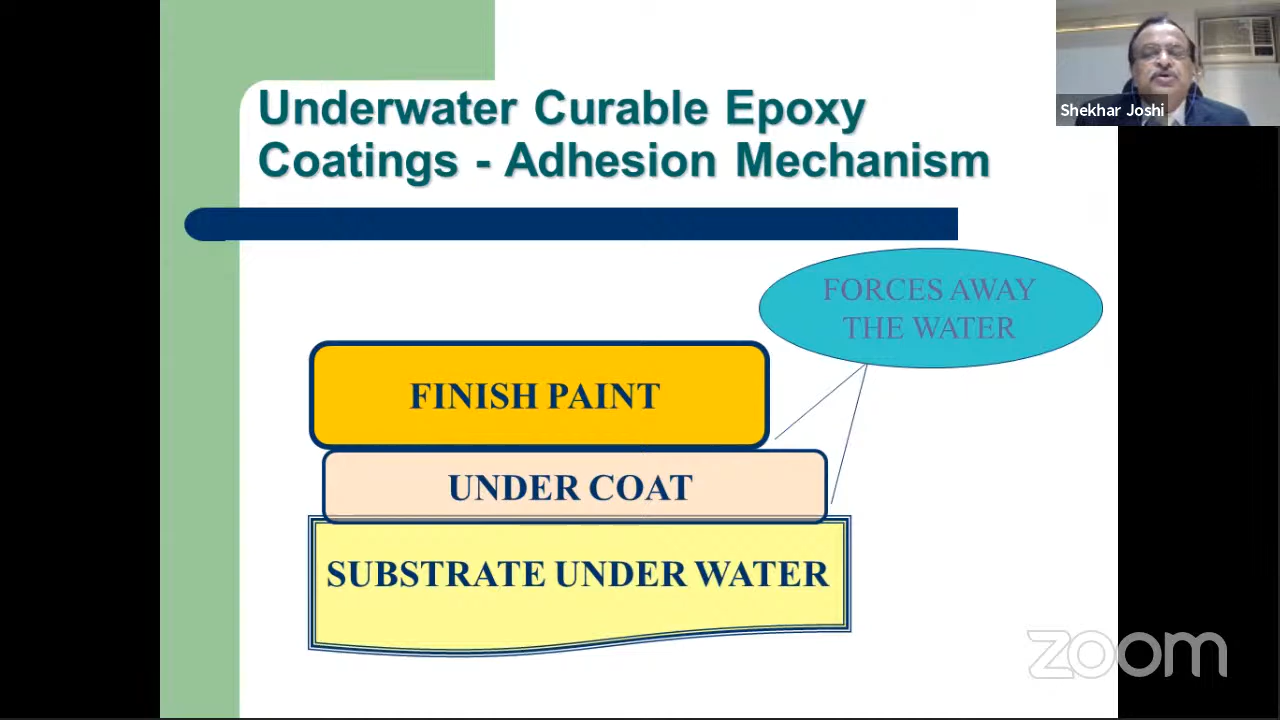 Underwater Curable Epoxy
Coatings - Adhesion Mechanism
Shekhar Joshi
FORCES AWAY
THE WATER
FINISH PAINT
UNDER COAT
SUBSTRATE UNDER WATER
zoom